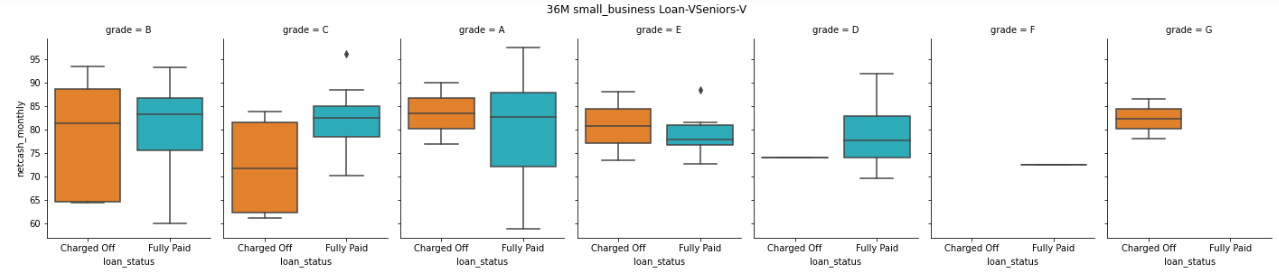 36M small_business Loan-VSeniors-V
grade = B
grade = C
grade = A
grade = E
grade = D
grade = F
grade = G
netcash_monthly
95
90
85
80
75
70
65
60
Charged Off Fully Paid
loan_status
Charged Off Fully Paid
loan_status
Charged Off Fully Paid
loan_status
Charged Off Fully Paid
loan_status
Charged Off Fully Paid
loan_status
Charged Off Fully Paid
loan_status
Charged Off Fully Paid
loan_status